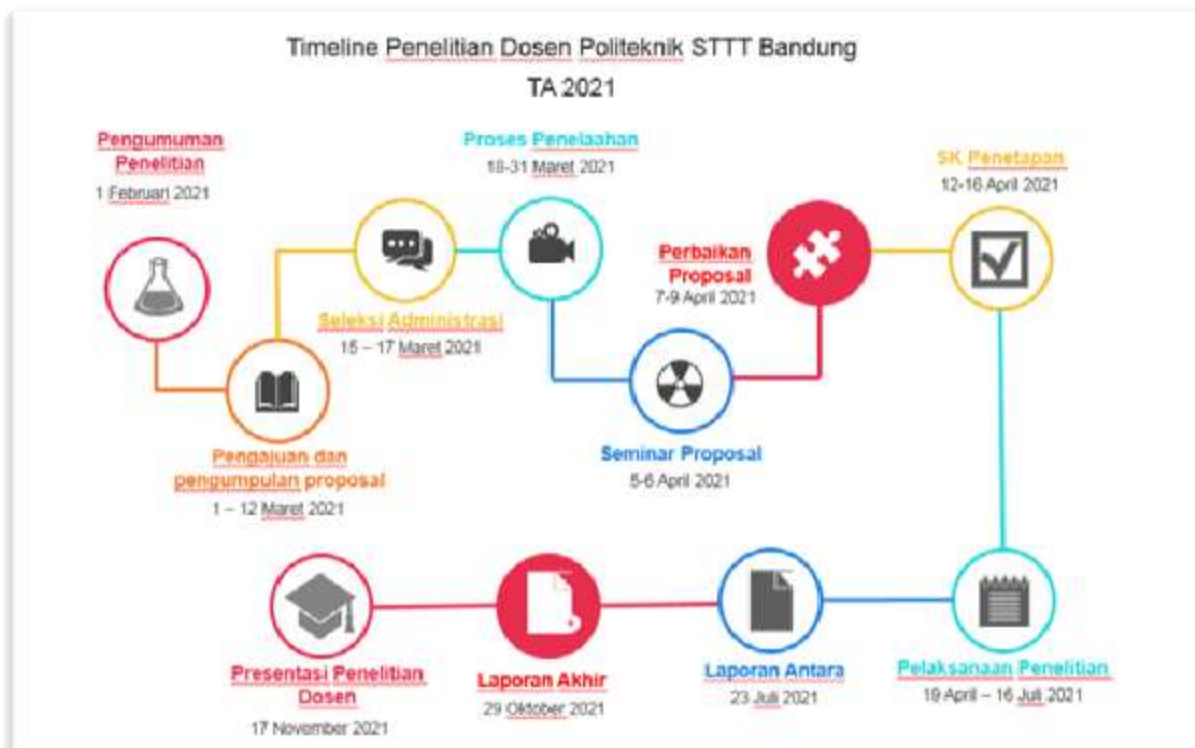 Timeline Penelitian Dosen Politeknik STTT Bandung
TA 2021
Pengumuman
Penelitian
1 Februari 2021
Pengajuan dan
pengumpulan proposal
1 – 12 Maret 2021
Seleksi Administrasi
15 – 17 Maret 2021
Proses Penelaahan
18-31 Maret 2021
Seminar Proposal
5-6 April 2021
Perbaikan
Proposal
7-9 April 2021
SK Penetapan
12-16 April 2021
Pelaksanaan Penelitian
19 April – 16 Juli 2021
Laporan Antara
23 Juli 2021
Laporan Akhir
29 Oktober 2021
Presentasi Penelitian
Dosen
17 November 2021